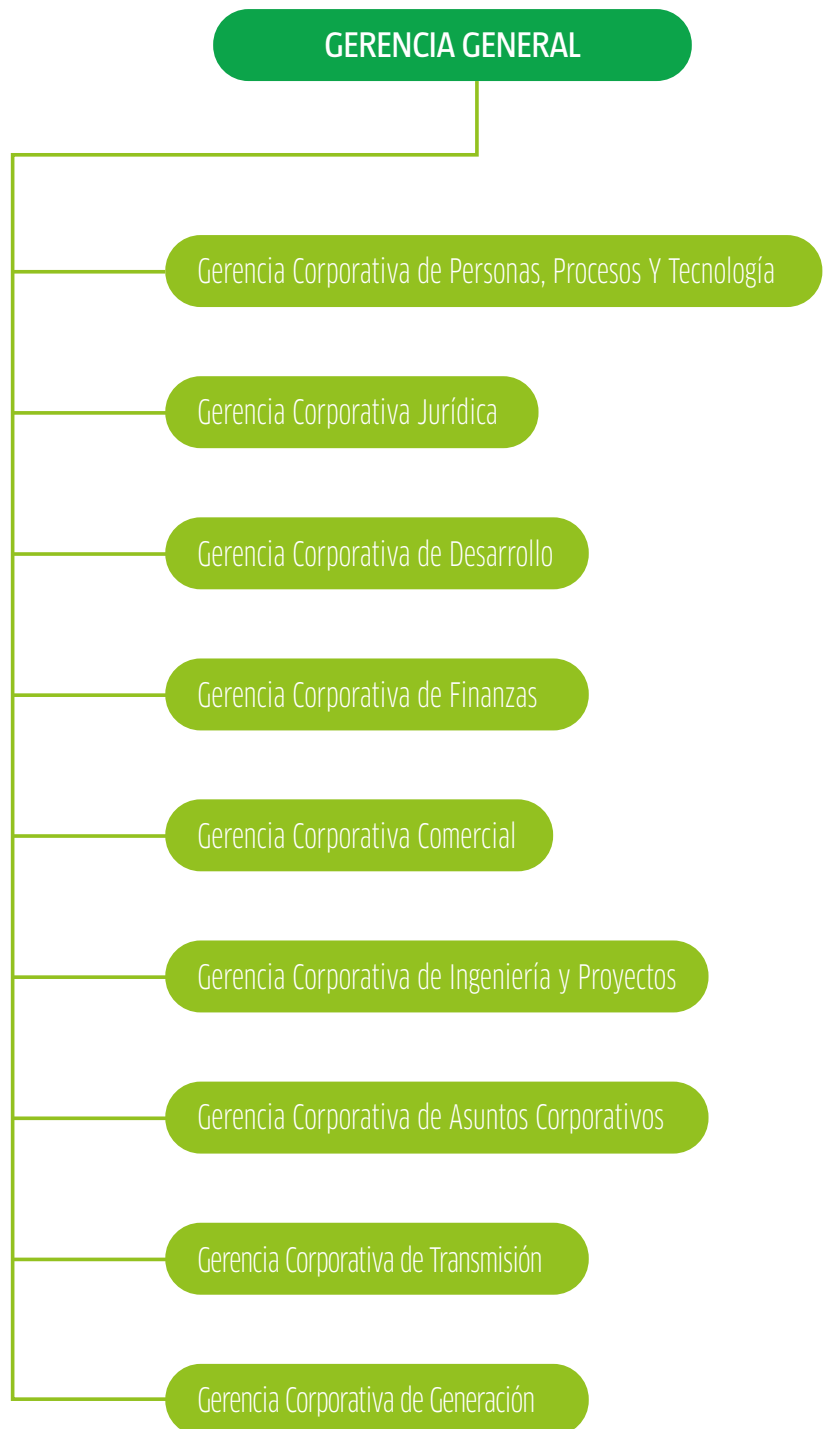 GERENCIA GENERAL
Gerencia Corporativa de Personas, Procesos Y Tecnología
Gerencia Corporativa Jurídica
Gerencia Corporativa de Desarrollo
Gerencia Corporativa de Finanzas
Gerencia Corporativa Comercial
Gerencia Corporativa de Ingeniería y Proyectos
Gerencia Corporativa de Asuntos Corporativos
Gerencia Corporativa de Transmisión
Gerencia Corporativa de Generación